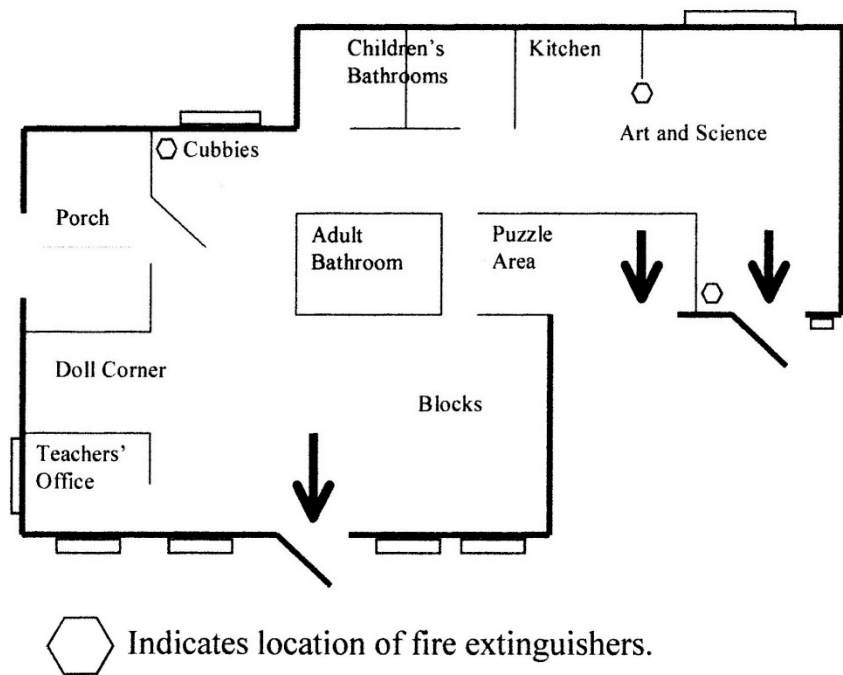 Children's
Bathrooms
Kitchen
Cubbies
Art and Science
Porch
Adult
Bathroom
Puzzle
Area
Doll Corner
Blocks
Teachers'
Office
Indicates location of fire extinguishers.